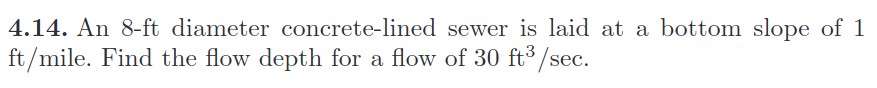 4.14. An 8-ft diameter concrete-lined sewer is laid at a bottom slope of 1
ft/mile. Find the flow depth for a flow of 30 ft³/sec.